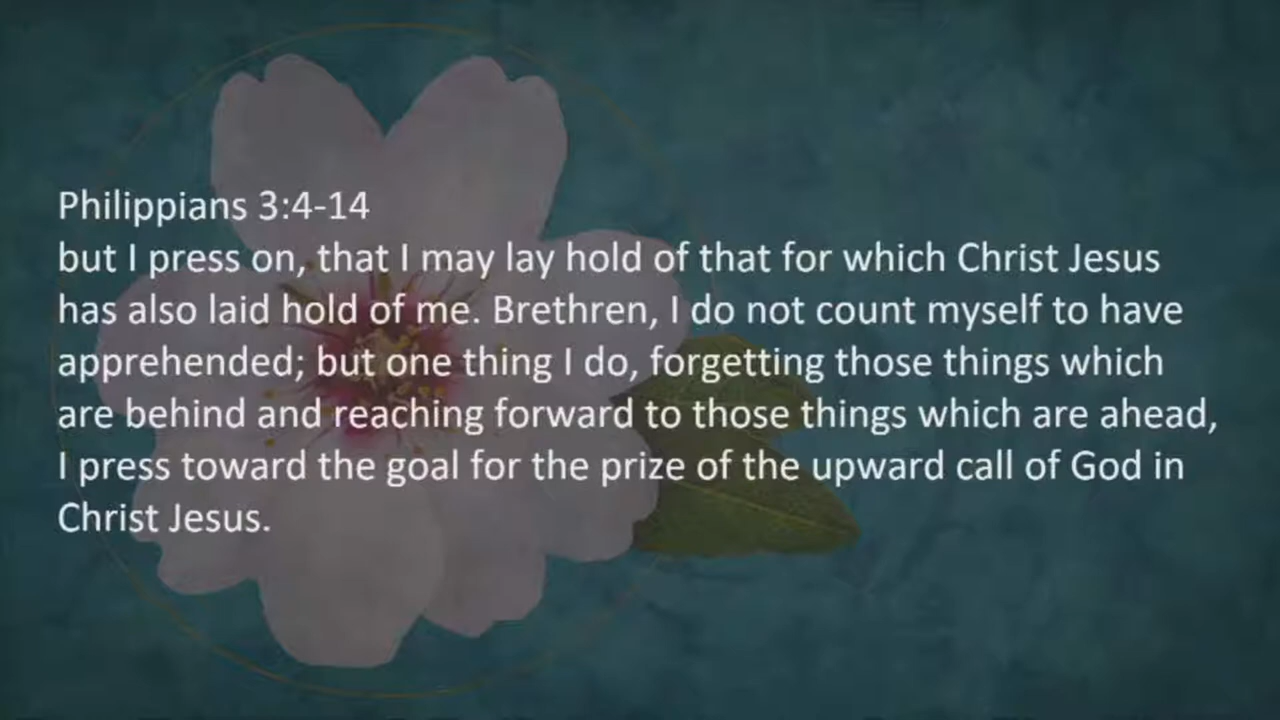 Philippians 3:4-14
but I press on, that I may lay hold of that for which Christ Jesus
has also laid hold of me. Brethren, I do not count myself to have
apprehended; but one thing I do, forgetting those things which
are behind and reaching forward to those things which are ahead,
I press toward the goal for the prize of the upward call of God in
Christ Jesus.